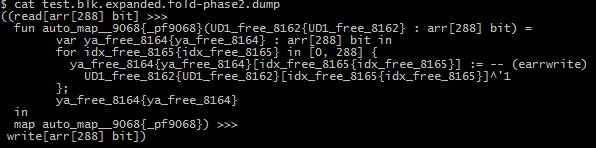 $ cat test.blk.expanded.fold-phase2.dump
((read[arr[288] bit] >>>
  fun auto_map__9068{_pf9068}(UD1_free_8162{UD1_free_8162} : arr[288] bit) =
       var ya_free_8164{ya_free_8164} : arr[288] bit in
       for idx_free_8165{idx_free_8165} in [0, 288] {
         ya_free_8164{ya_free_8164}[idx_free_8165{idx_free_8165}] := -- (earrwrite)
           UD1_free_8162{UD1_free_8162}[idx_free_8165{idx_free_8165}]^'1
       };
       ya_free_8164{ya_free_8164}
  in
  map auto_map__9068{_pf9068}) >>>
 write[arr[288] bit])